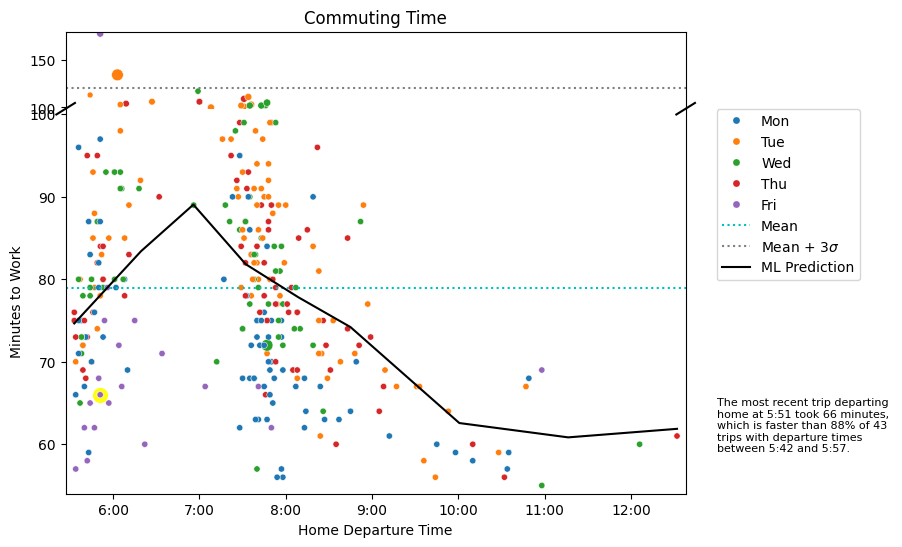 Commuting Time
150
100
100
90
80
70
60
Minutes to Work
6:00 7:00 8:00 9:00 10:00 11:00 12:00
Home Departure Time
Mon
Tue
Wed
Thu
Fri
Mean
Mean + 3σ
ML Prediction
The most recent trip departing
home at 5:51 took 66 minutes,
which is faster than 88% of 43
trips with departure times
between 5:42 and 5:57.